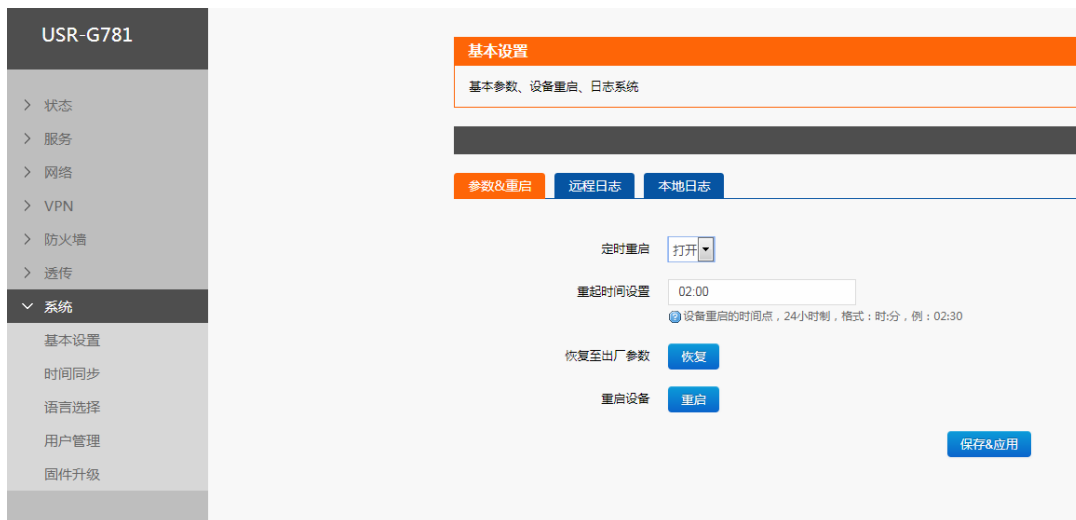 USR-G781
状态
服务
网络
VPN
防火墙
透传
系统
基本设置
时间同步
语言选择
用户管理
固件升级
基本设置
基本参数、设备重启、日志系统
参数&重启 远程日志 本地日志
定时重启 打开
重起时间设置 02:00
设备重启的时间点，24小时制，格式：时:分，例：02:30
恢复至出厂参数 恢复
重启设备 重启
保存&应用